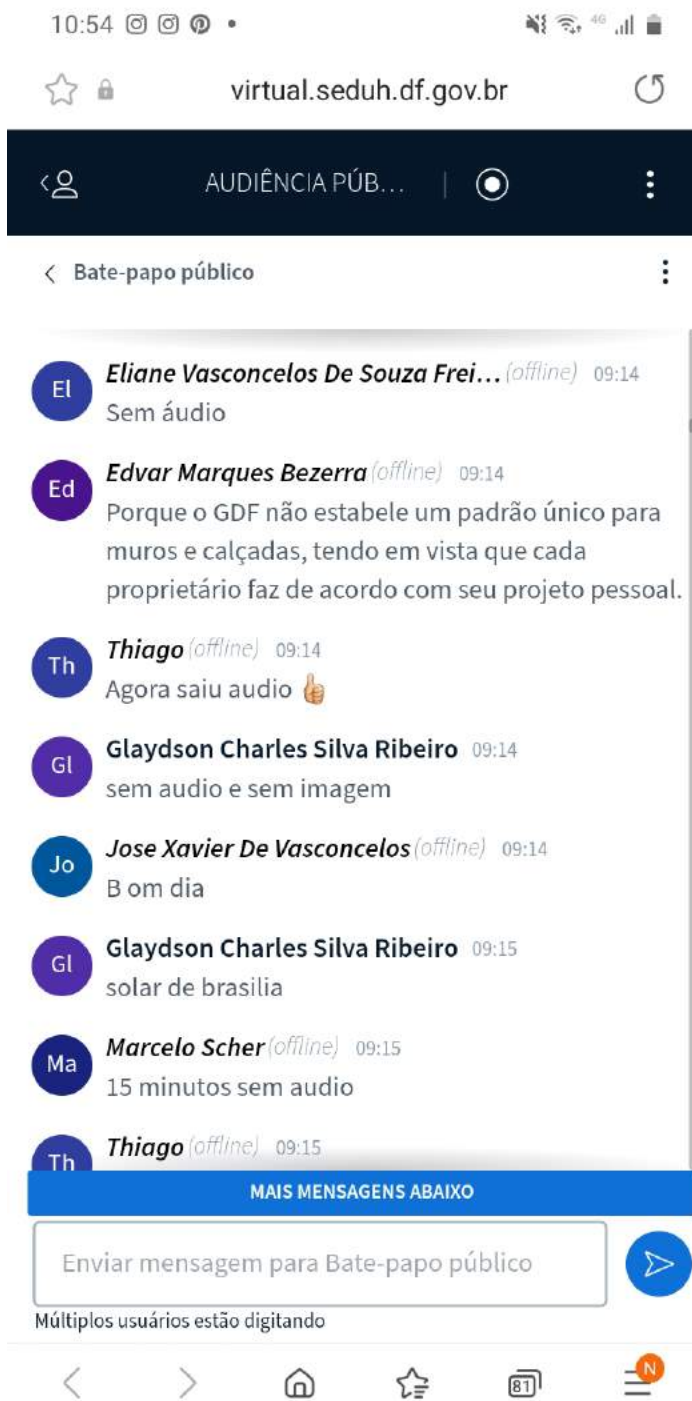 10:54
4G
virtual.seduh.df.gov.br
AUDIÊNCIA PÚB...
Bate-papo público
El
Eliane Vasconcelos De Souza Frei... (offline) 09:14
Sem áudio
Ed
Edvar Marques Bezerra (offline) 09:14
Porque o GDF não estabele um padrão único para
muros e calçadas, tendo em vista que cada
proprietário faz de acordo com seu projeto pessoal.
Th
Thiago (offline) 09:14
Agora saiu audio 👍
Gl
Glaydson Charles Silva Ribeiro 09:14
sem audio e sem imagem
Jo
Jose Xavier De Vasconcelos (offline) 09:14
B om dia
Gl
Glaydson Charles Silva Ribeiro 09:15
solar de brasilia
Ma
Marcelo Scher (offline) 09:15
15 minutos sem audio
Th
Thiago (offline) 09:15
MAIS MENSAGENS ABAIXO
Enviar mensagem para Bate-papo público
Múltiplos usuários estão digitando
81
N